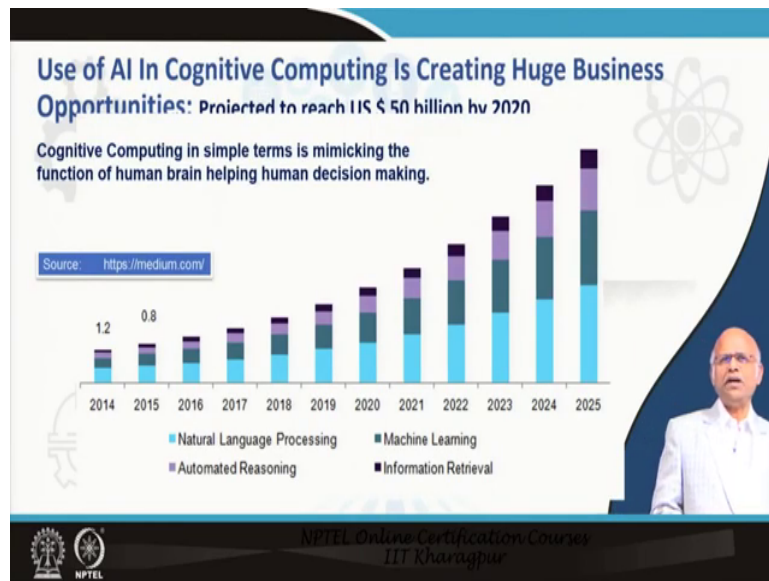 Use of AI In Cognitive Computing Is Creating Huge Business
Opportunities: Projected to reach US $ 50 billion by 2020
Cognitive Computing in simple terms is mimicking the
function of human brain helping human decision making.
Source: https://medium.com/
1.2
0.8
2014 2015 2016 2017 2018 2019 2020 2021 2022 2023 2024 2025
Natural Language Processing Machine Learning
Automated Reasoning Information Retrieval
NPTEL Online Certification Courses
IIT Kharagpur
NPTEL